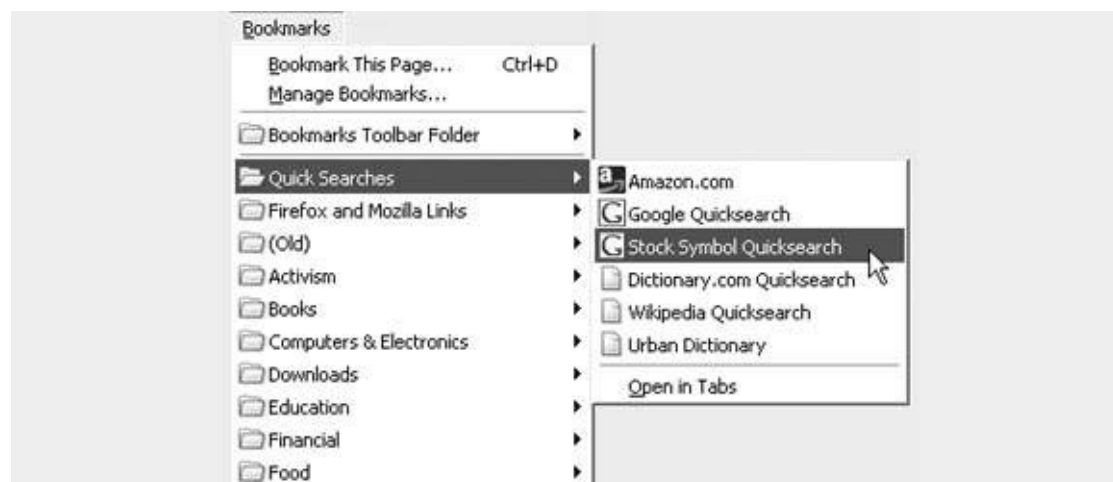 Bookmarks
Bookmark This Page... Ctrl+D
Manage Bookmarks...
Bookmarks Toolbar Folder
Quick Searches
Firefox and Mozilla Links
(Old)
Activism
Books
Computers & Electronics
Downloads
Education
Financial
Food
Amazon.com
Google Quicksearch
Stock Symbol Quicksearch
Dictionary.com Quicksearch
Wikipedia Quicksearch
Urban Dictionary
Open in Tabs